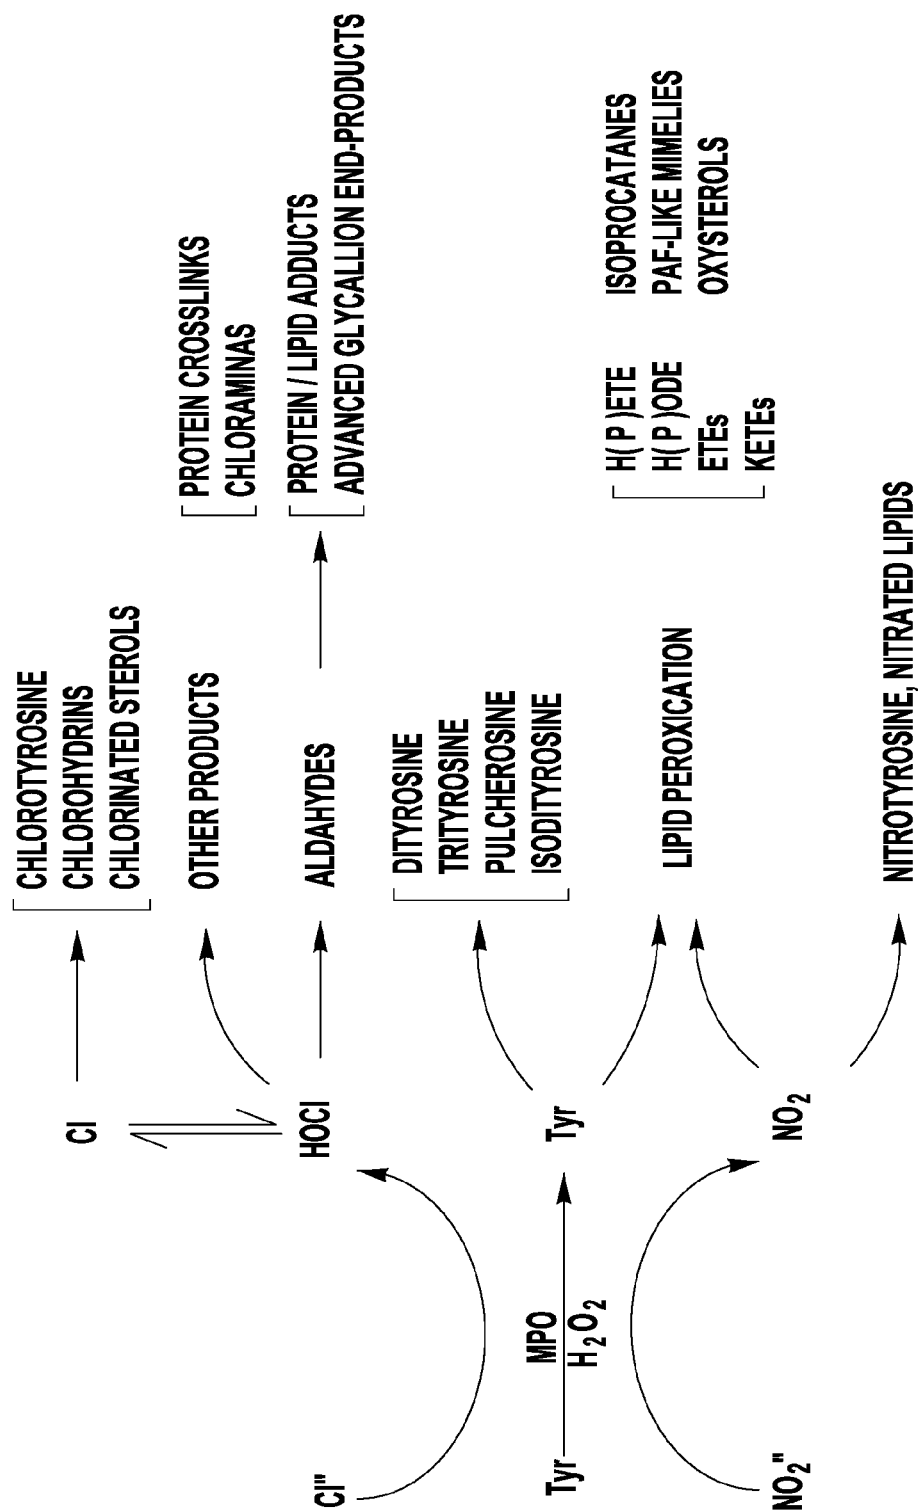 Cl"
Tyr
NO2"
MPO
H2O2
Cl
HOCl
Tyr
NO2
CHLOROTYROSINE
CHLOROHYDRINS
CHLORINATED STEROLS
OTHER PRODUCTS
ALDAHYDES
DITYROSINE
TRITYROSINE
PULCHEROSINE
ISODITYROSINE
LIPID PEROXICATION
NITROTYROSINE, NITRATED LIPIDS
PROTEIN CROSSLINKS
CHLORAMINAS
PROTEIN / LIPID ADDUCTS
ADVANCED GLYCALLION END-PRODUCTS
H( P )ETE
H( P )ODE
ETEs
KETEs
ISOPROCATANES
PAF-LIKE MIMELIES
OXYSTEROLS